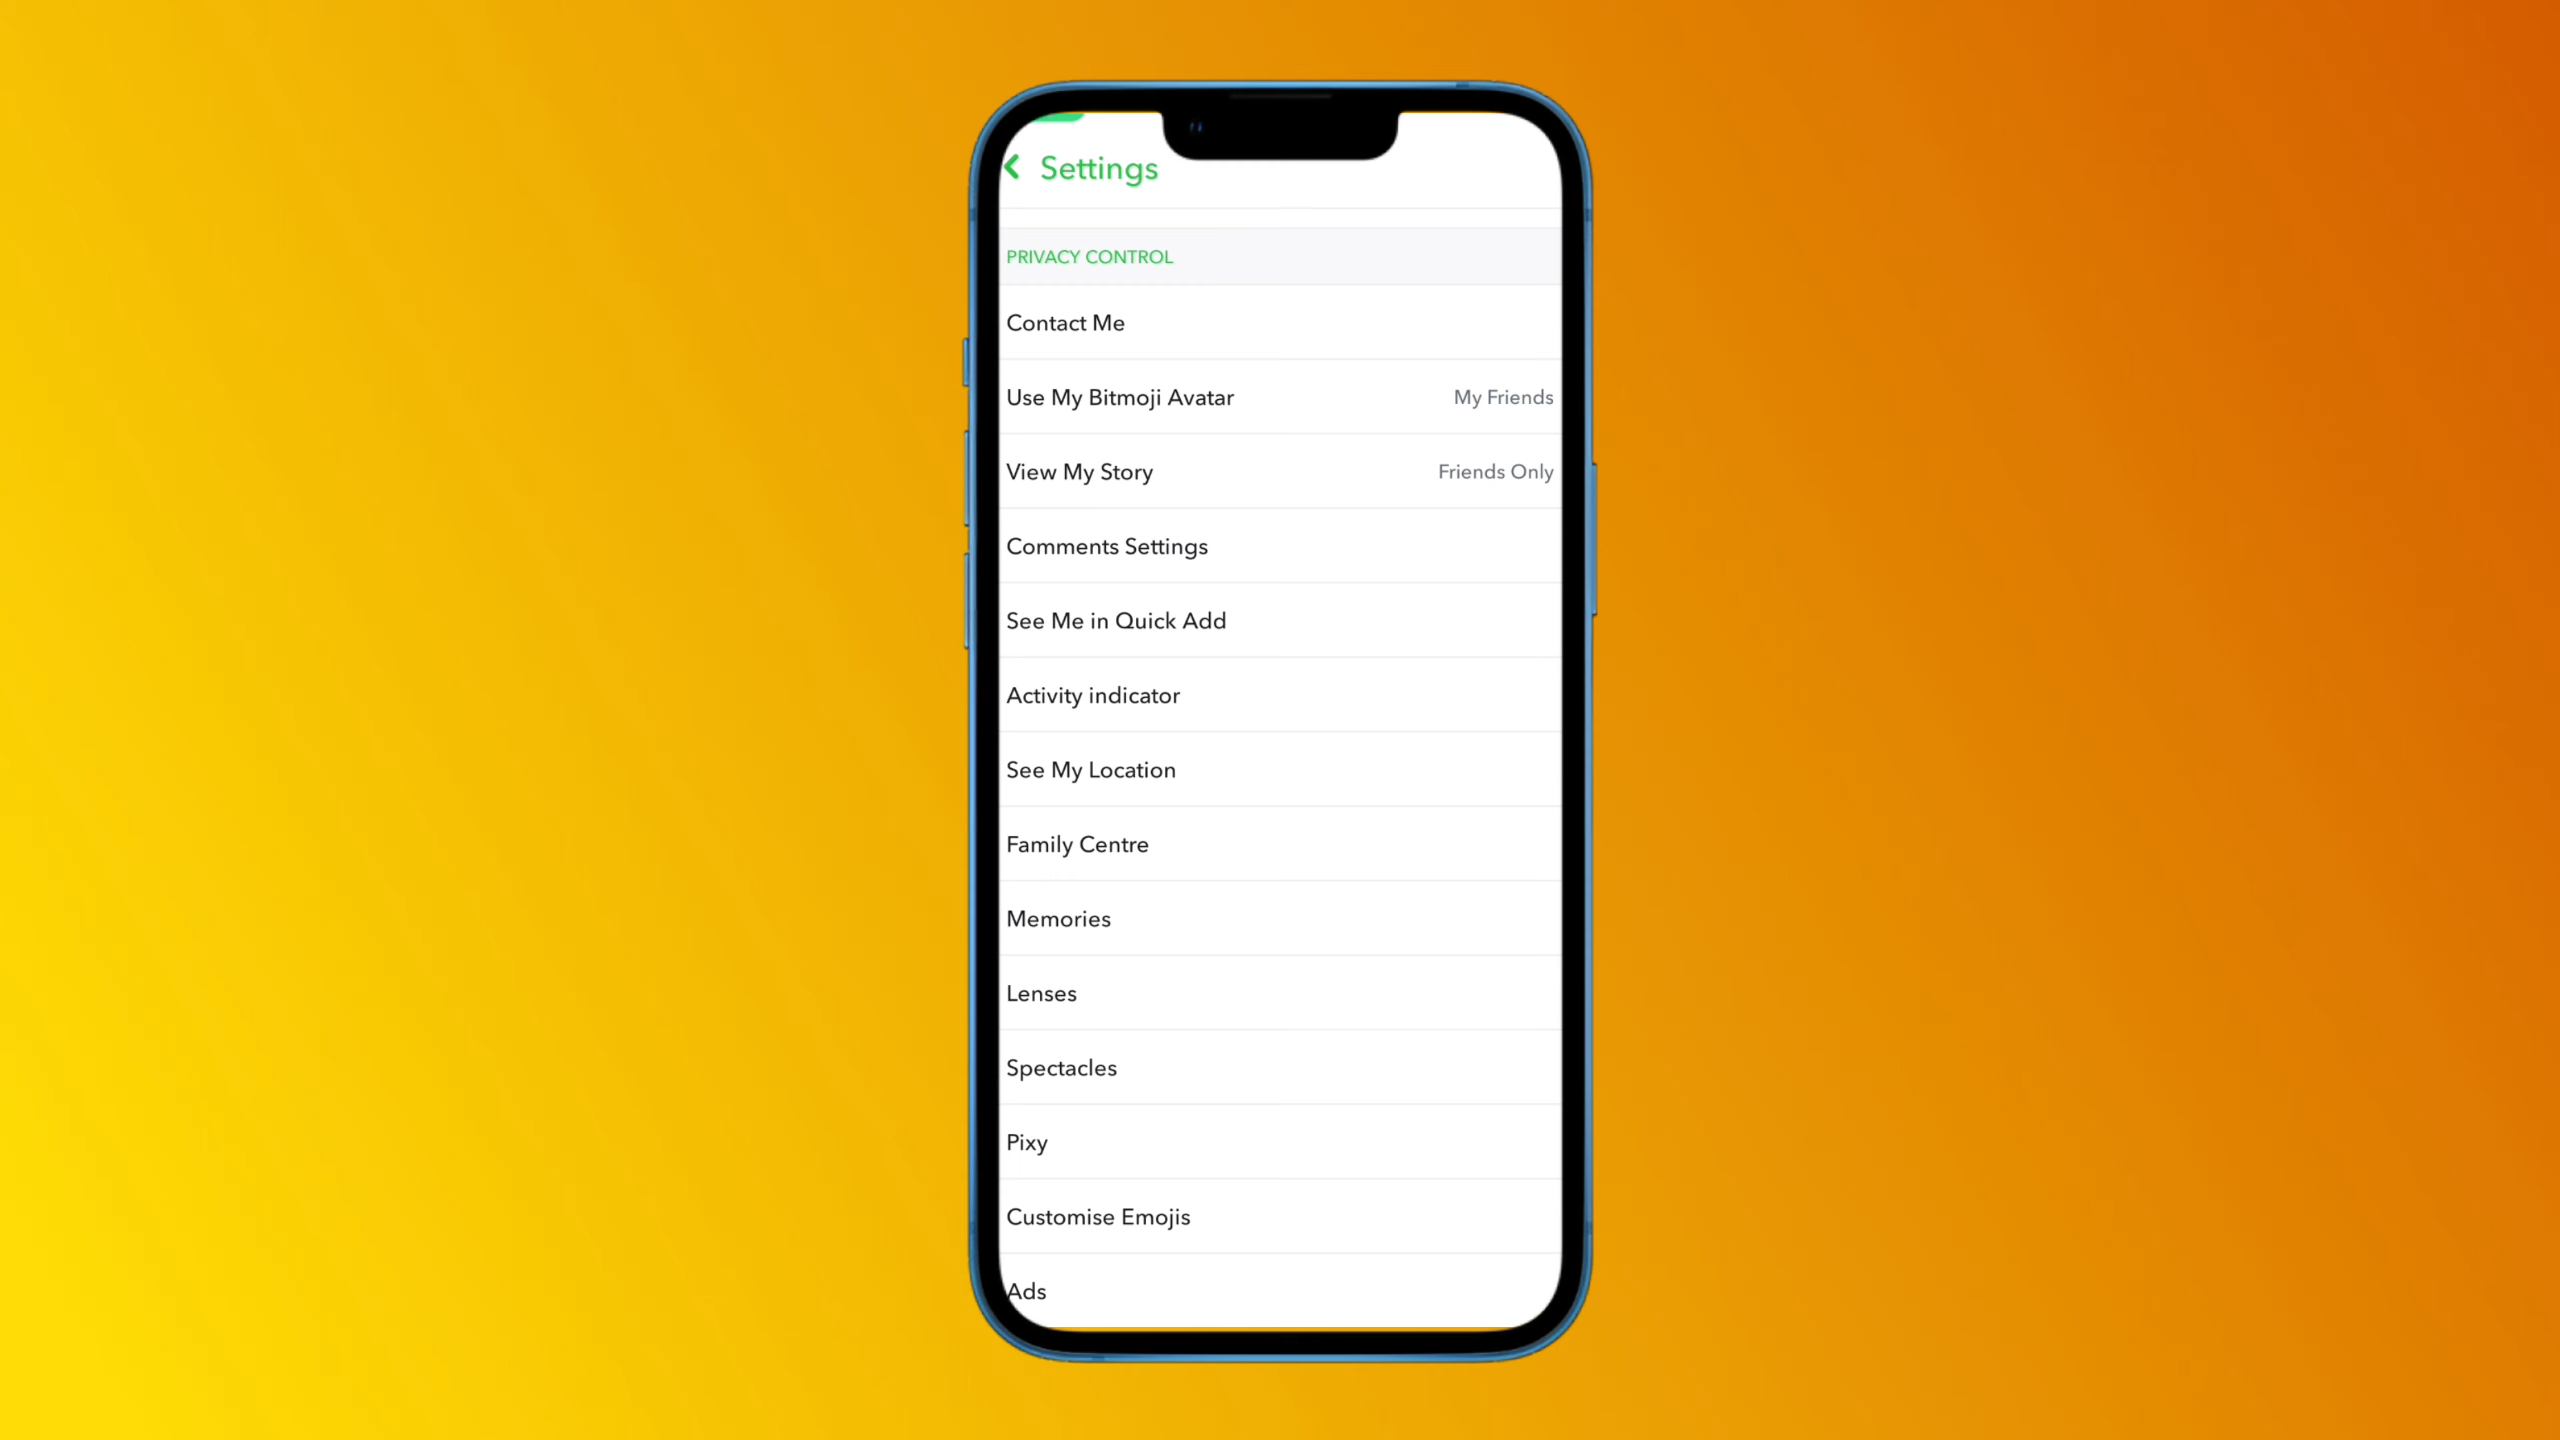 Settings
PRIVACY CONTROL
Contact Me
Use My Bitmoji Avatar My Friends
View My Story Friends Only
Comments Settings
See Me in Quick Add
Activity indicator
See My Location
Family Centre
Memories
Lenses
Spectacles
Pixy
Customise Emojis
Ads